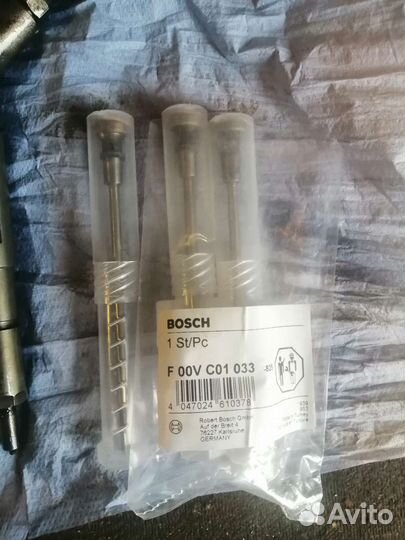 BOSCH
1 St/Pc
F 00V C01 033
4 047024 610378
Robert Bosch GmbH
Auf der Breit 4
76227 Karlsruhe
GERMANY
Avito